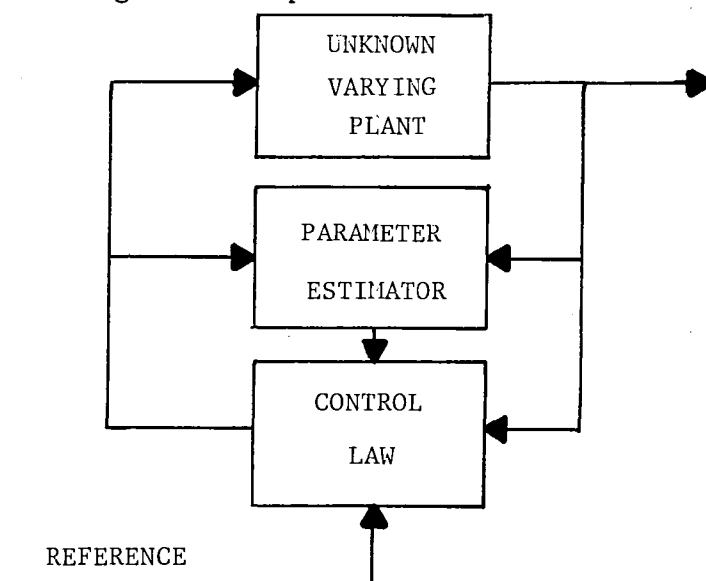 UNKNOWN
VARYING
PLANT
PARAMETER
ESTIMATOR
CONTROL
LAW
REFERENCE